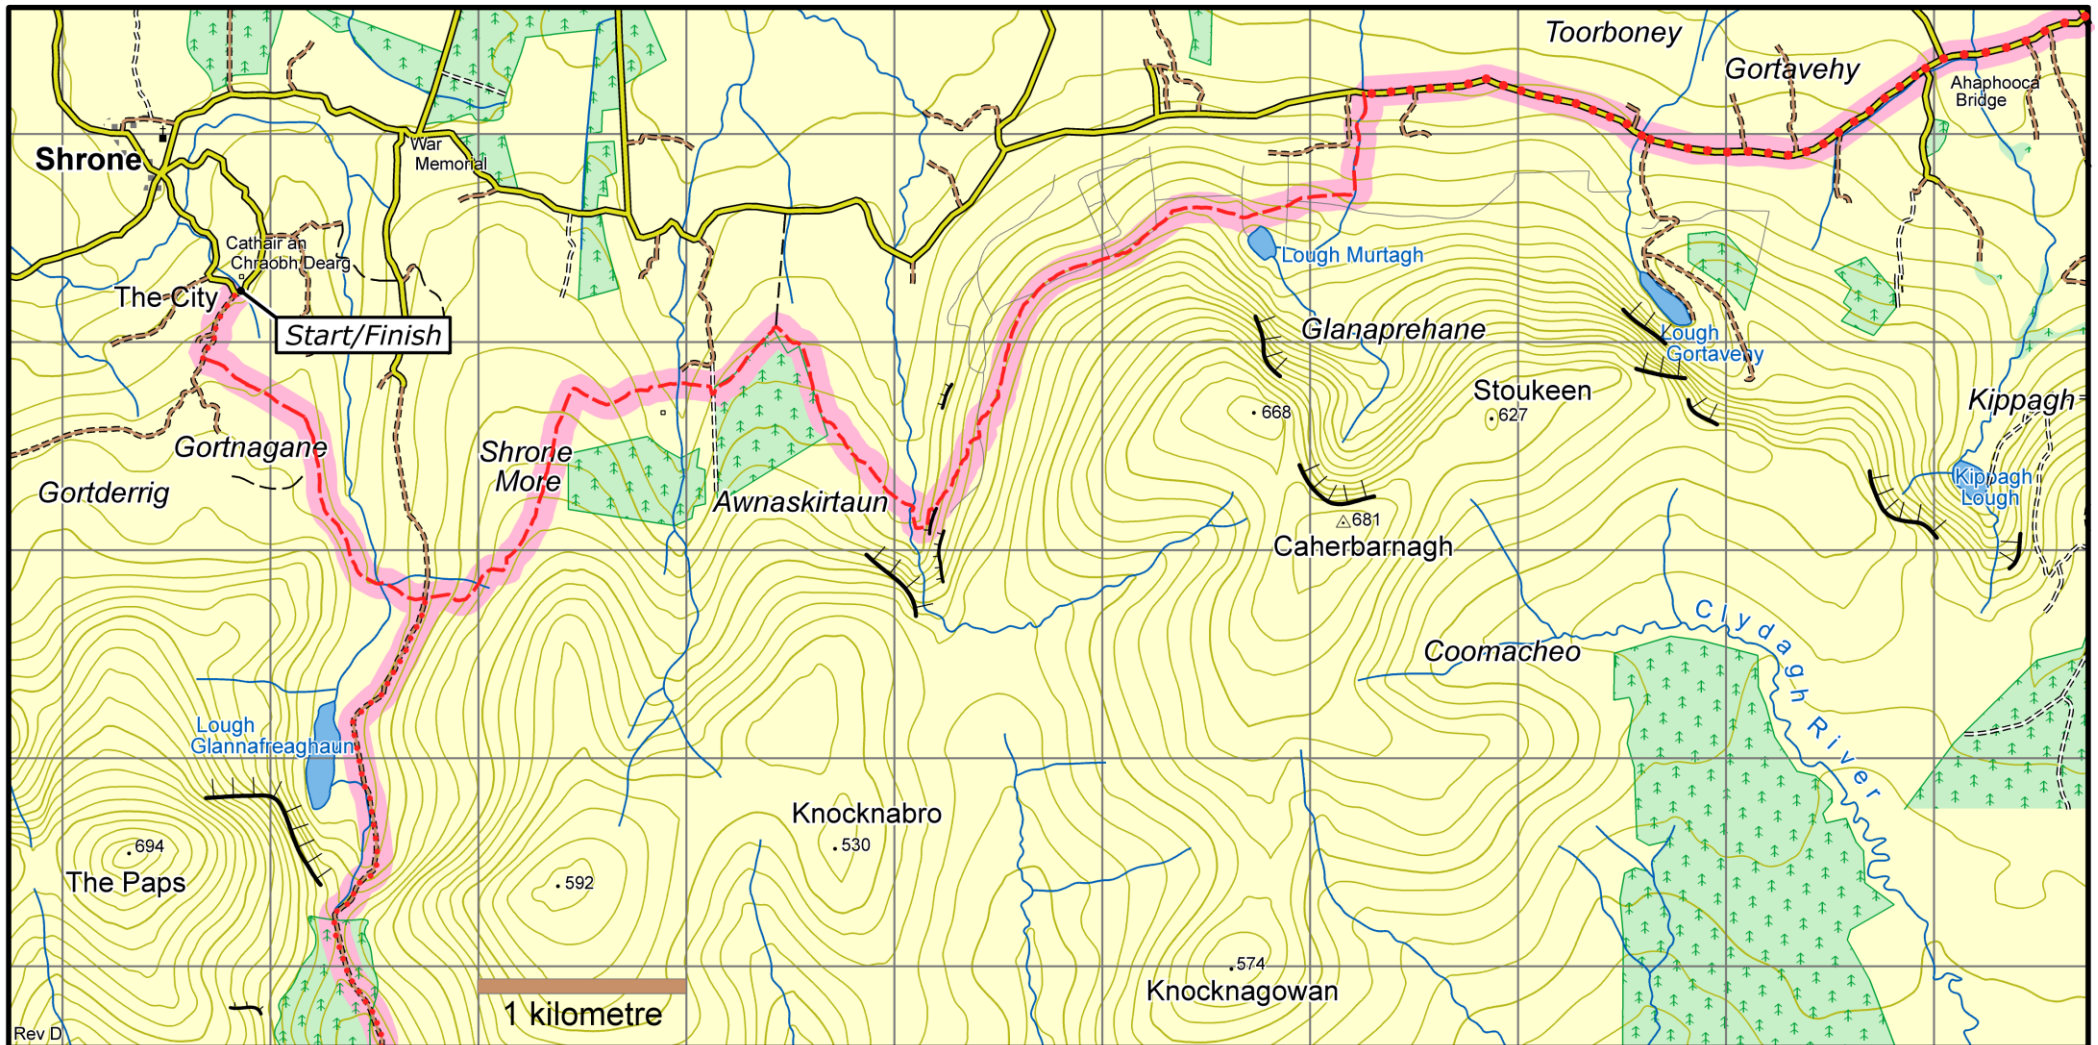 Toorboney
Gortavehy
Ahaphooca
Bridge
War
Memorial
Shrone
Cathair an
Chraobh Dearg
The City
Start/Finish
Lough Murtagh
Glanaprehane
Lough
Gortavehy
Stoukeen
627
668
Kippagh
Gortnagane
Shrone
More
Gortderrig
Awnaskirtaun
Kippagh
Lough
681
Caherbarnagh
Clydagh River
Coomacheo
Lough
Glannafreaghaun
Knocknabro
530
694
The Paps
592
574
Knocknagowan
1 kilometre
Rev D